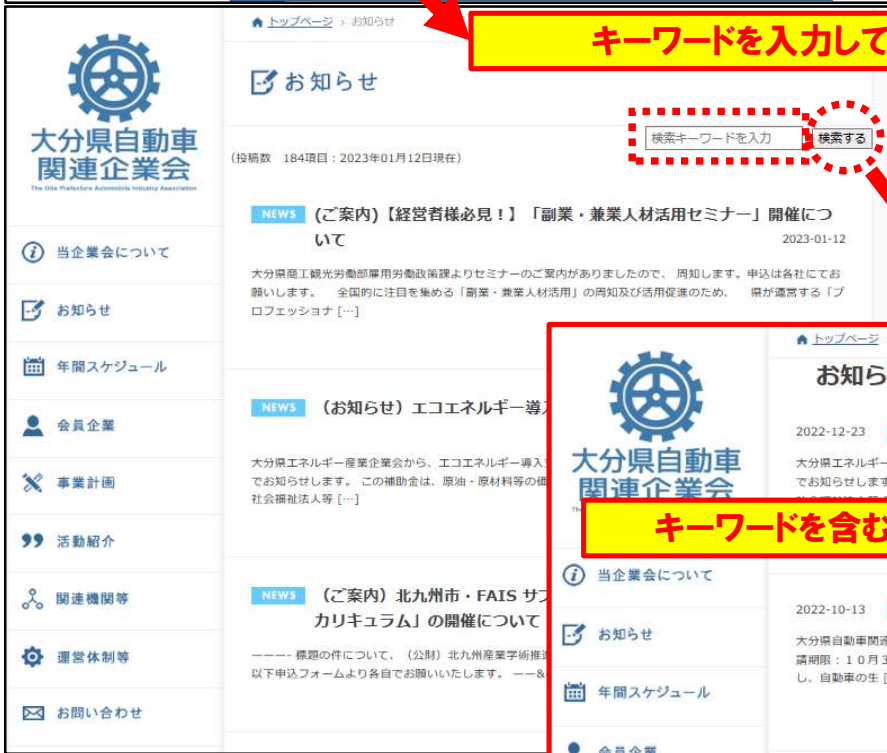 トップページ › お知らせ
キーワードを入力して
お知らせ
大分県自動車
関連企業会
The Oita Prefecture Automobile Industry Association
検索キーワードを入力
検索する
(投稿数 184項目:2023年01月12日現在)
NEWS (ご案内)【経営者様必見!】「副業・兼業人材活用セミナー」開催につ
いて
2023-01-12
大分県商工観光労働部雇用労働政策課よりセミナーのご案内がありましたので、 周知します。申込は各社にてお
願いします。 全国的に注目を集める「副業・兼業人材活用」の周知及び活用促進のため、 県が運営する「プ
ロフェッショナ […]
当企業会について
お知らせ
年間スケジュール
会員企業
事業計画
活動紹介
関連機関等
運営体制等
お問い合わせ
NEWS (お知らせ)エコエネルギー導
大分県エネルギー産業企業会から、エコエネルギー導入
でお知らせします。 この補助金は、原油・原材料等の価
社会福祉法人等 […]
NEWS (ご案内)北九州市・FAIS サ
カリキュラム」の開催について
———- 標題の件について、(公財)北九州産業学術推
以下申込フォームより各自でお願いいたします。 ——&
トップページ
お知ら
大分県自動車
関連企業会
2022-12-23
大分県エネルギー
でお知らせします
キーワードを含む
当企業会について
お知らせ
年間スケジュール
会員企業
2022-10-13
大分県自動車関連
請期限:10月3
し、自動車の生 [